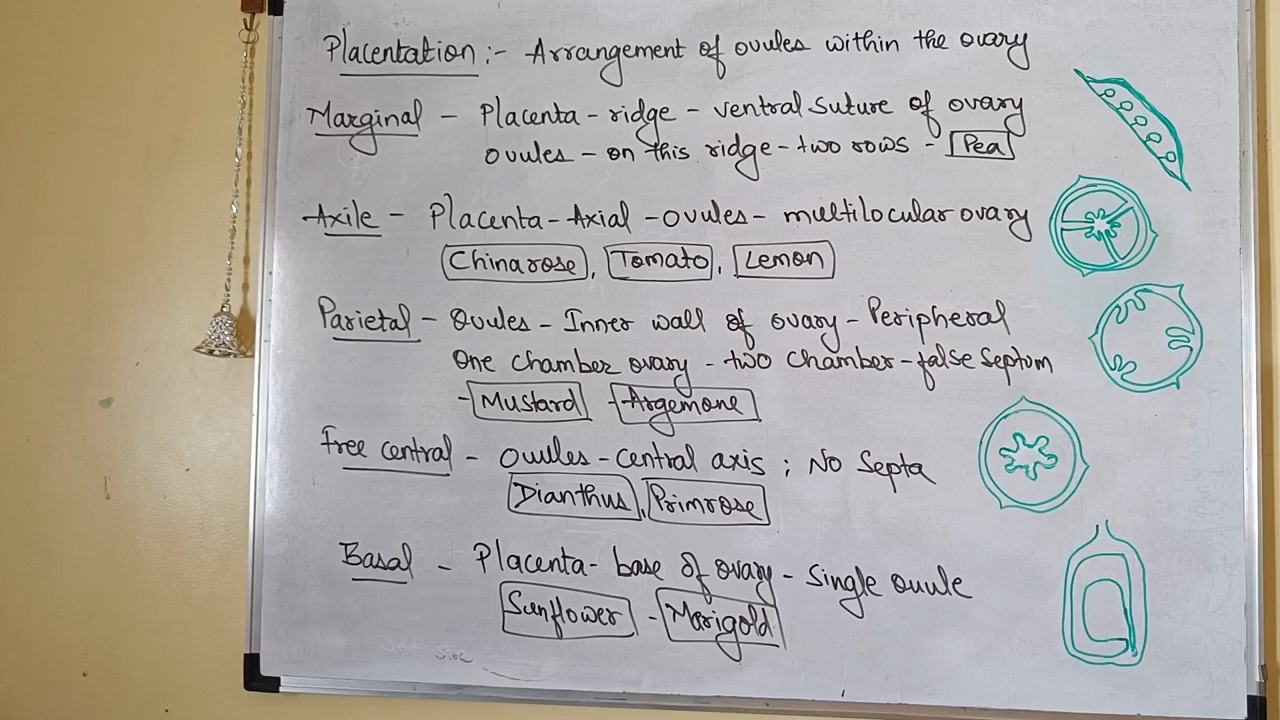 Placentation :- Arrangement of ovules within the ovary
Marginal - Placenta - ridge - ventral suture of ovary
ovules - on this ridge - two rows - Pea
Axile - Placenta - Axial - ovules - multilocular ovary
China rose, Tomato, Lemon
Parietal - Ovules - Inner wall of ovary - Peripheral
One chamber ovary - two chamber - false septum
- Mustard - Argemone
Free central - Ovules - central axis ; No Septa
Dianthus, Primrose
Basal - Placenta - base of ovary - Single ovule
Sunflower - Marigold